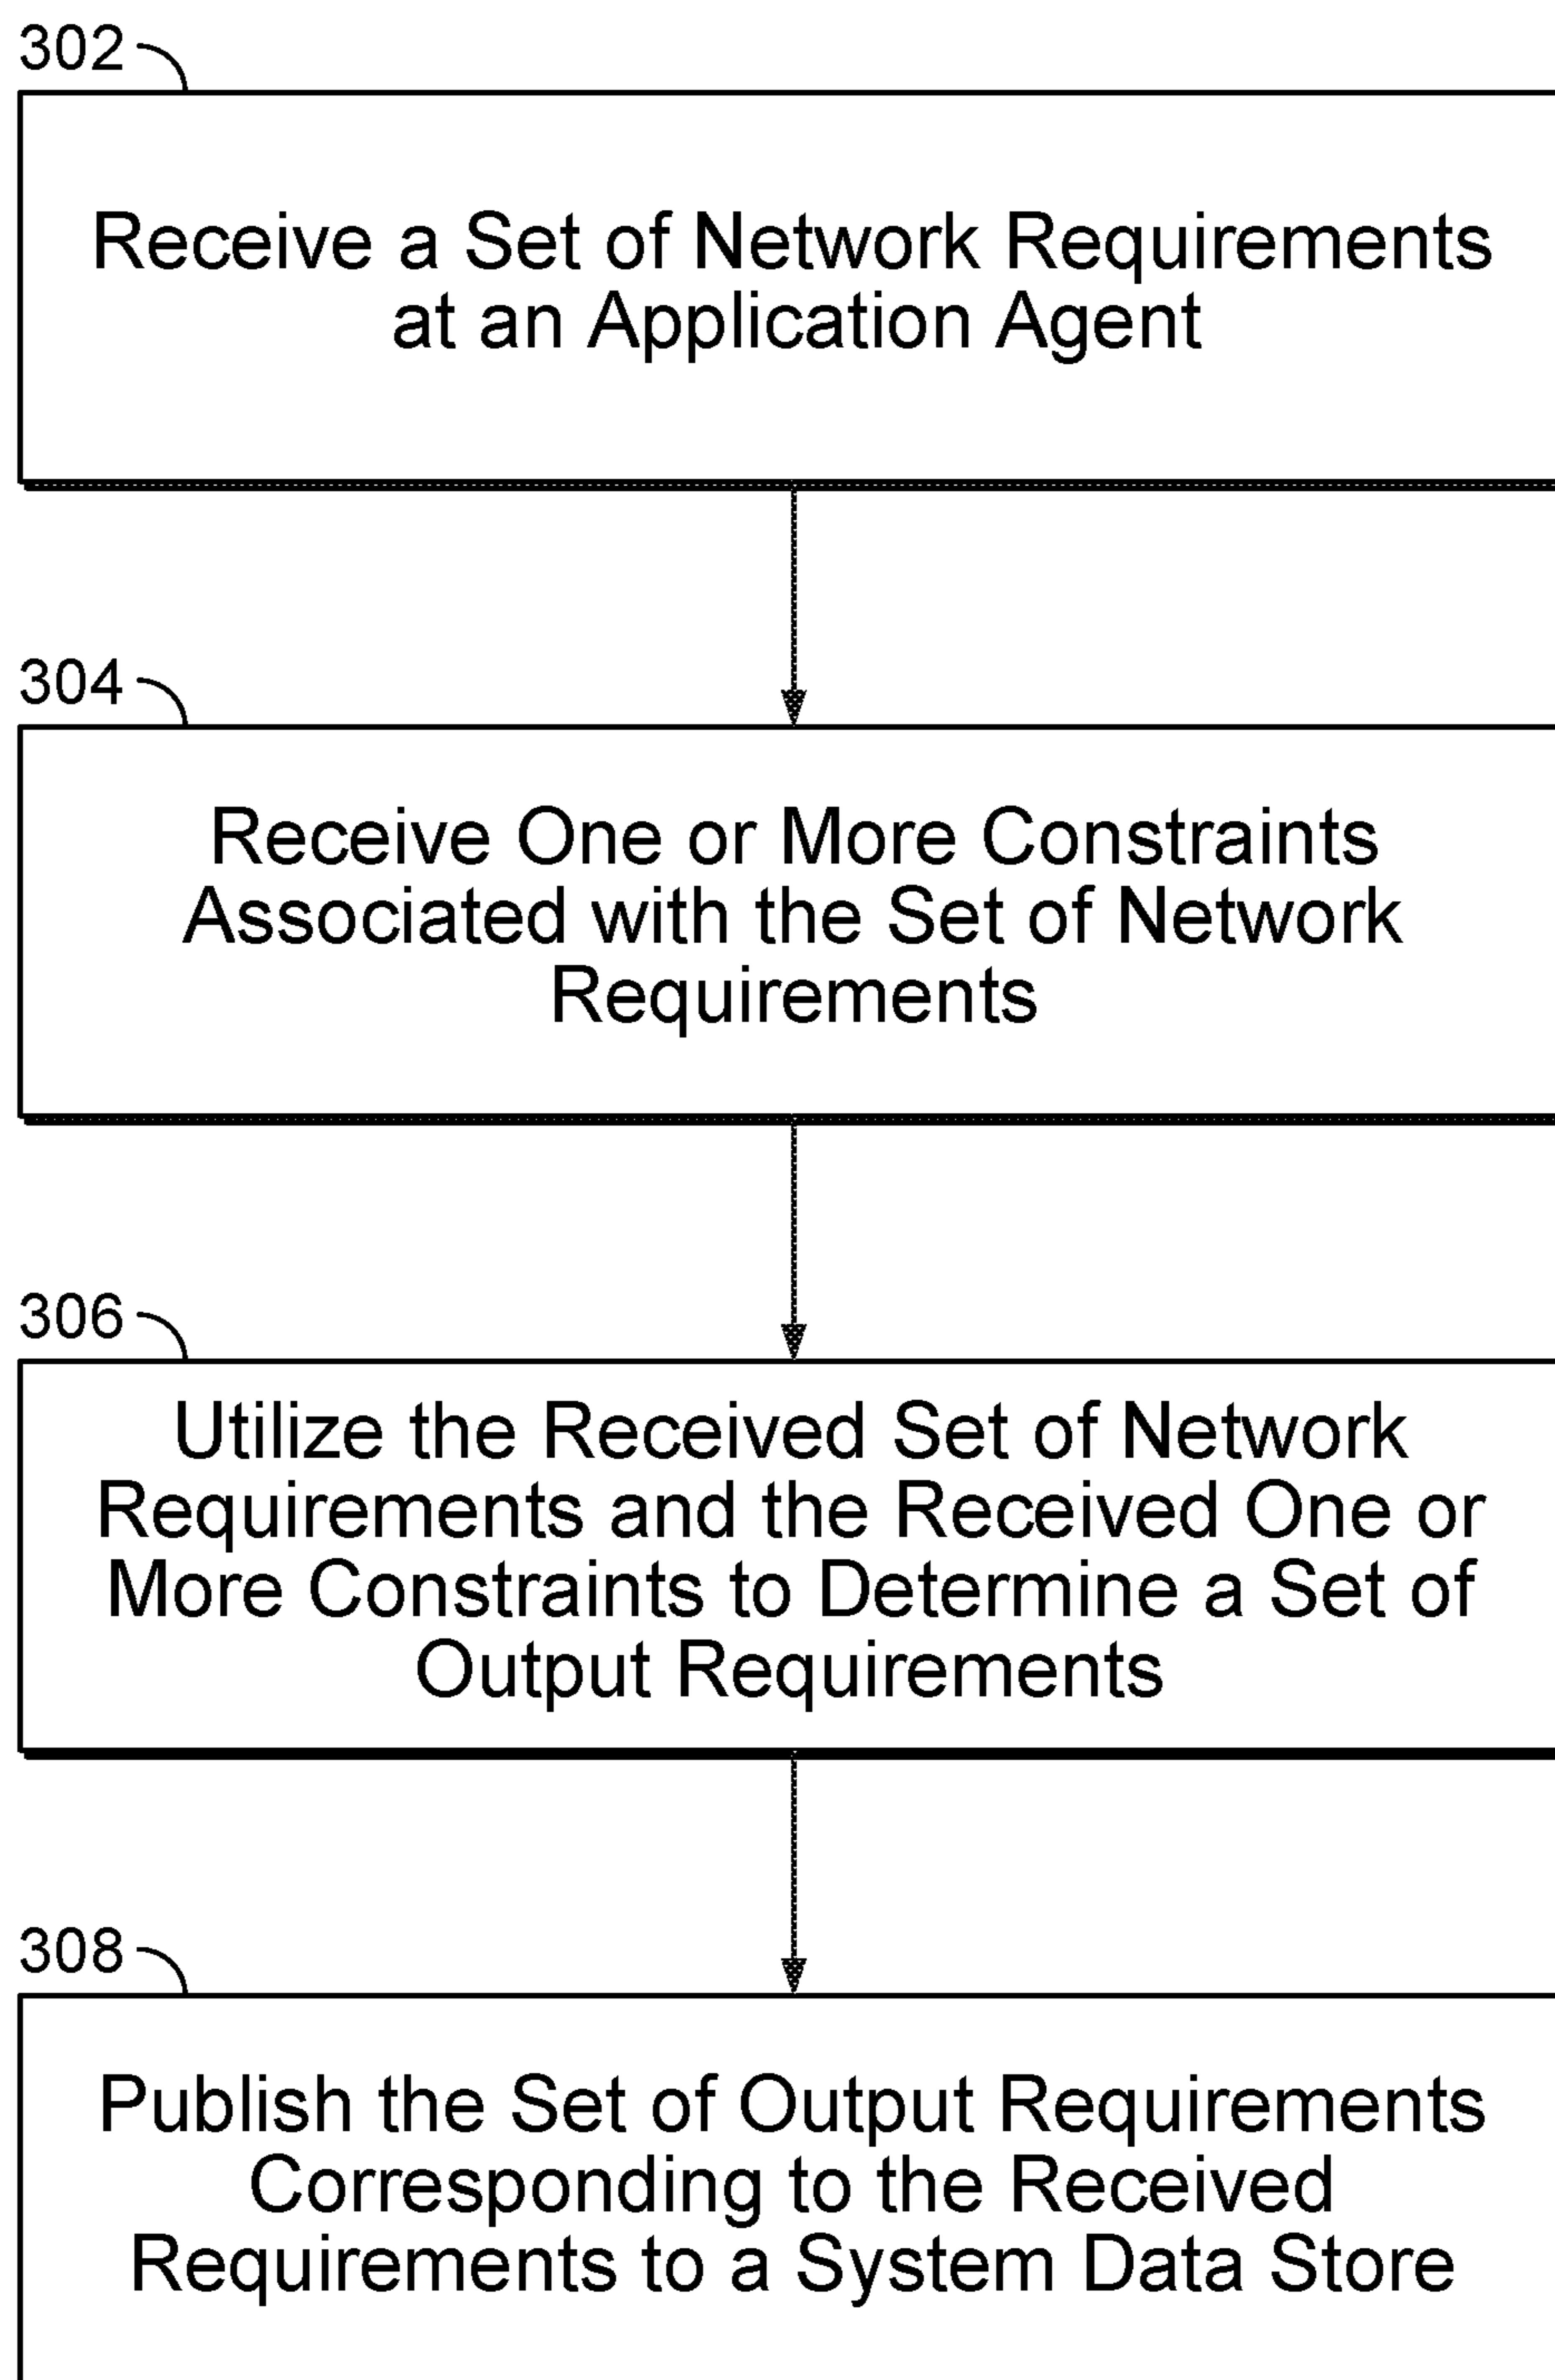 302
Receive a Set of Network Requirements
at an Application Agent
304
Receive One or More Constraints
Associated with the Set of Network
Requirements
306
Utilize the Received Set of Network
Requirements and the Received One or
More Constraints to Determine a Set of
Output Requirements
308
Publish the Set of Output Requirements
Corresponding to the Received
Requirements to a System Data Store